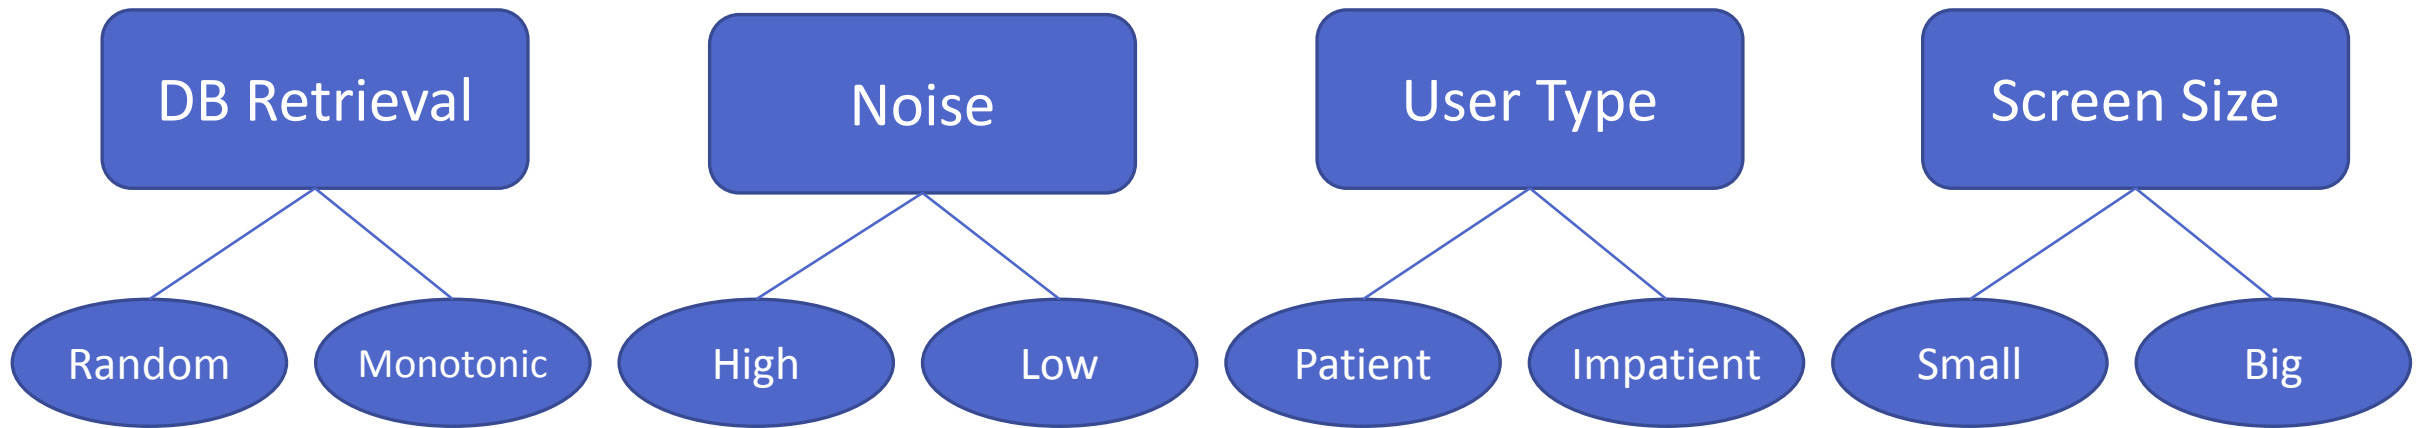 DB Retrieval
Noise
User Type
Screen Size
Random
Monotonic
High
Low
Patient
Impatient
Small
Big